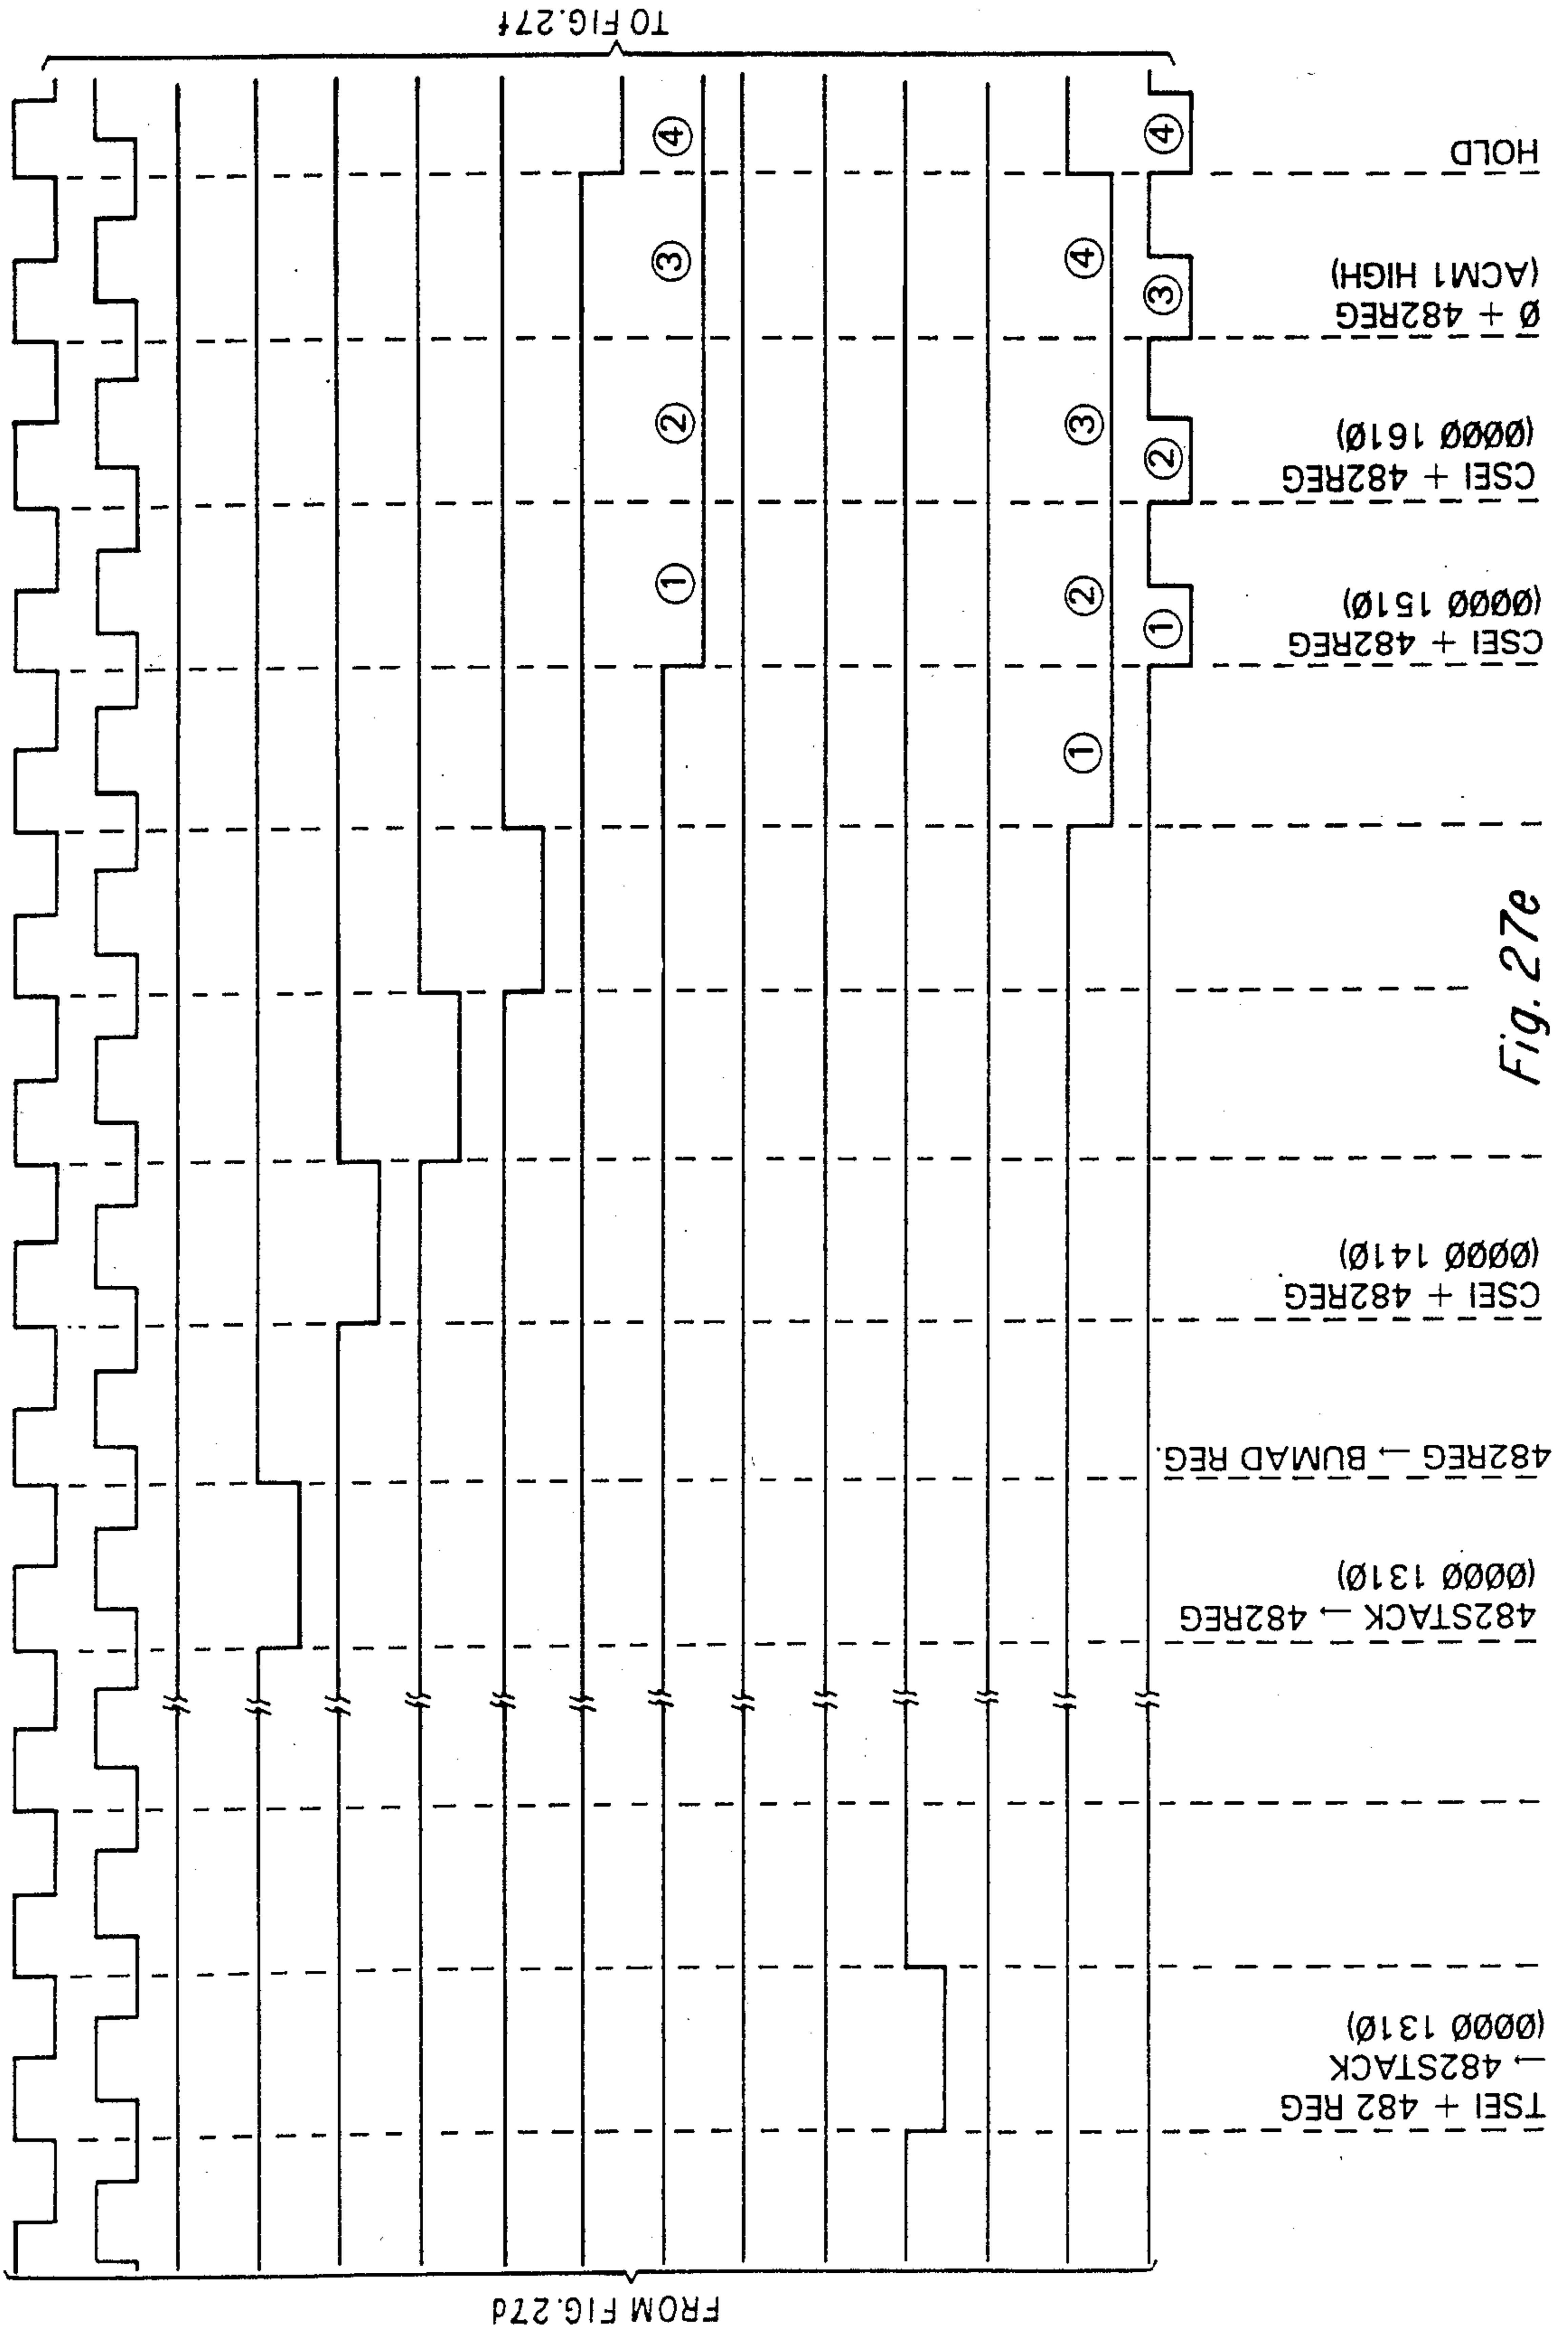 FROM FIG.27d
TO FIG.27f
① ② ③ ④
① ② ③ ④
① ② ③ ④
TSEI + 482 REG
→ 482STACK
(ØØØØ 131Ø)
482STACK → 482REG
(ØØØØ 131Ø)
482REG → BUMAD REG.
CSEI + 482REG
(ØØØØ 141Ø)
CSEI + 482REG
(ØØØØ 151Ø)
CSEI + 482REG
(ØØØØ 161Ø)
Ø + 482REG
(ACM1 HIGH)
HOLD
Fig. 27e